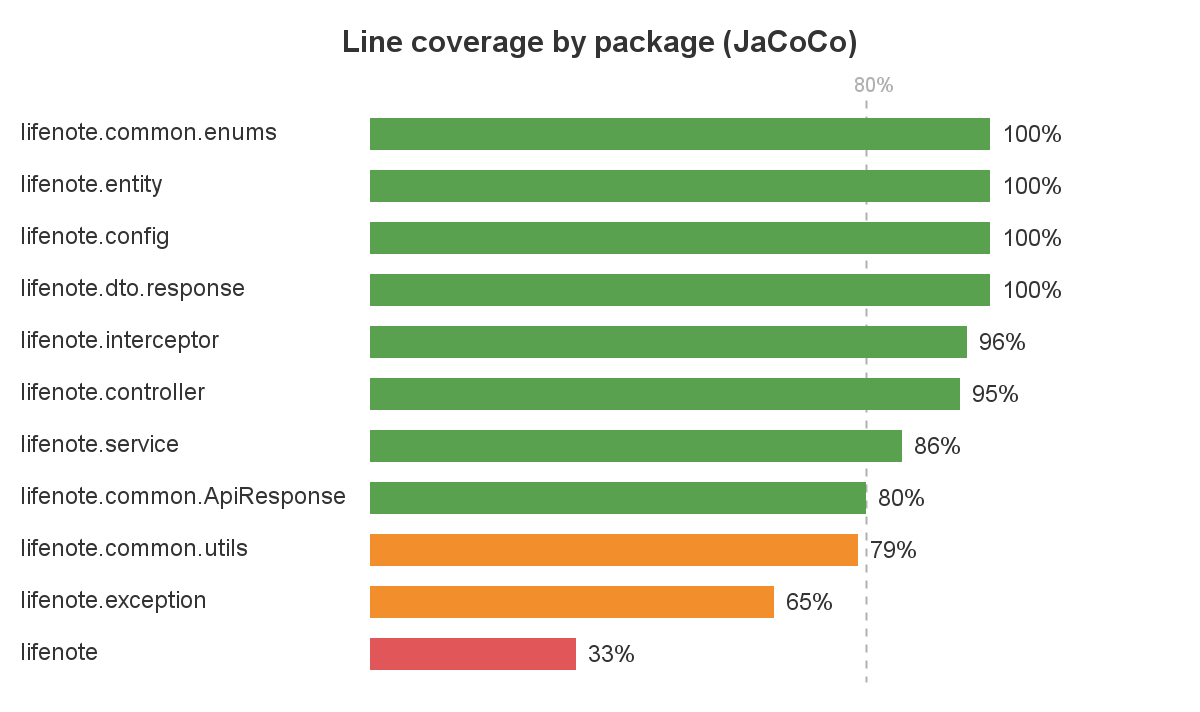 Line coverage by package (JaCoCo)
80%
lifenote.common.enums 100%
lifenote.entity 100%
lifenote.config 100%
lifenote.dto.response 100%
lifenote.interceptor 96%
lifenote.controller 95%
lifenote.service 86%
lifenote.common.ApiResponse 80%
lifenote.common.utils 79%
lifenote.exception 65%
lifenote 33%